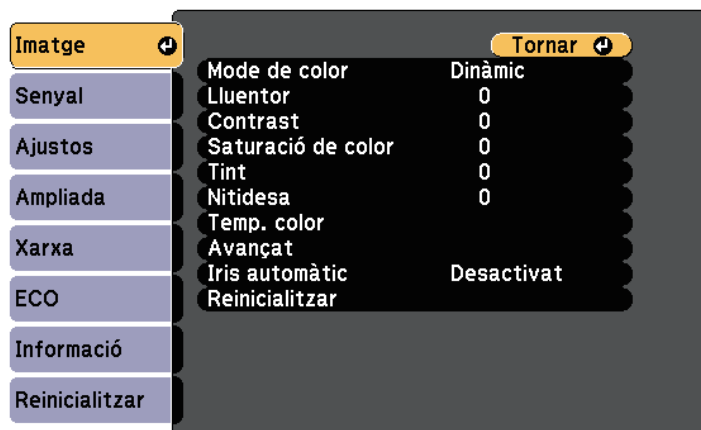 Imatge
Senyal
Ajustos
Ampliada
Xarxa
ECO
Informació
Reinicialitzar
Tornar
Mode de color Dinàmic
Lluentor 0
Contrast 0
Saturació de color 0
Tint 0
Nitidesa 0
Temp. color
Avançat
Iris automàtic Desactivat
Reinicialitzar